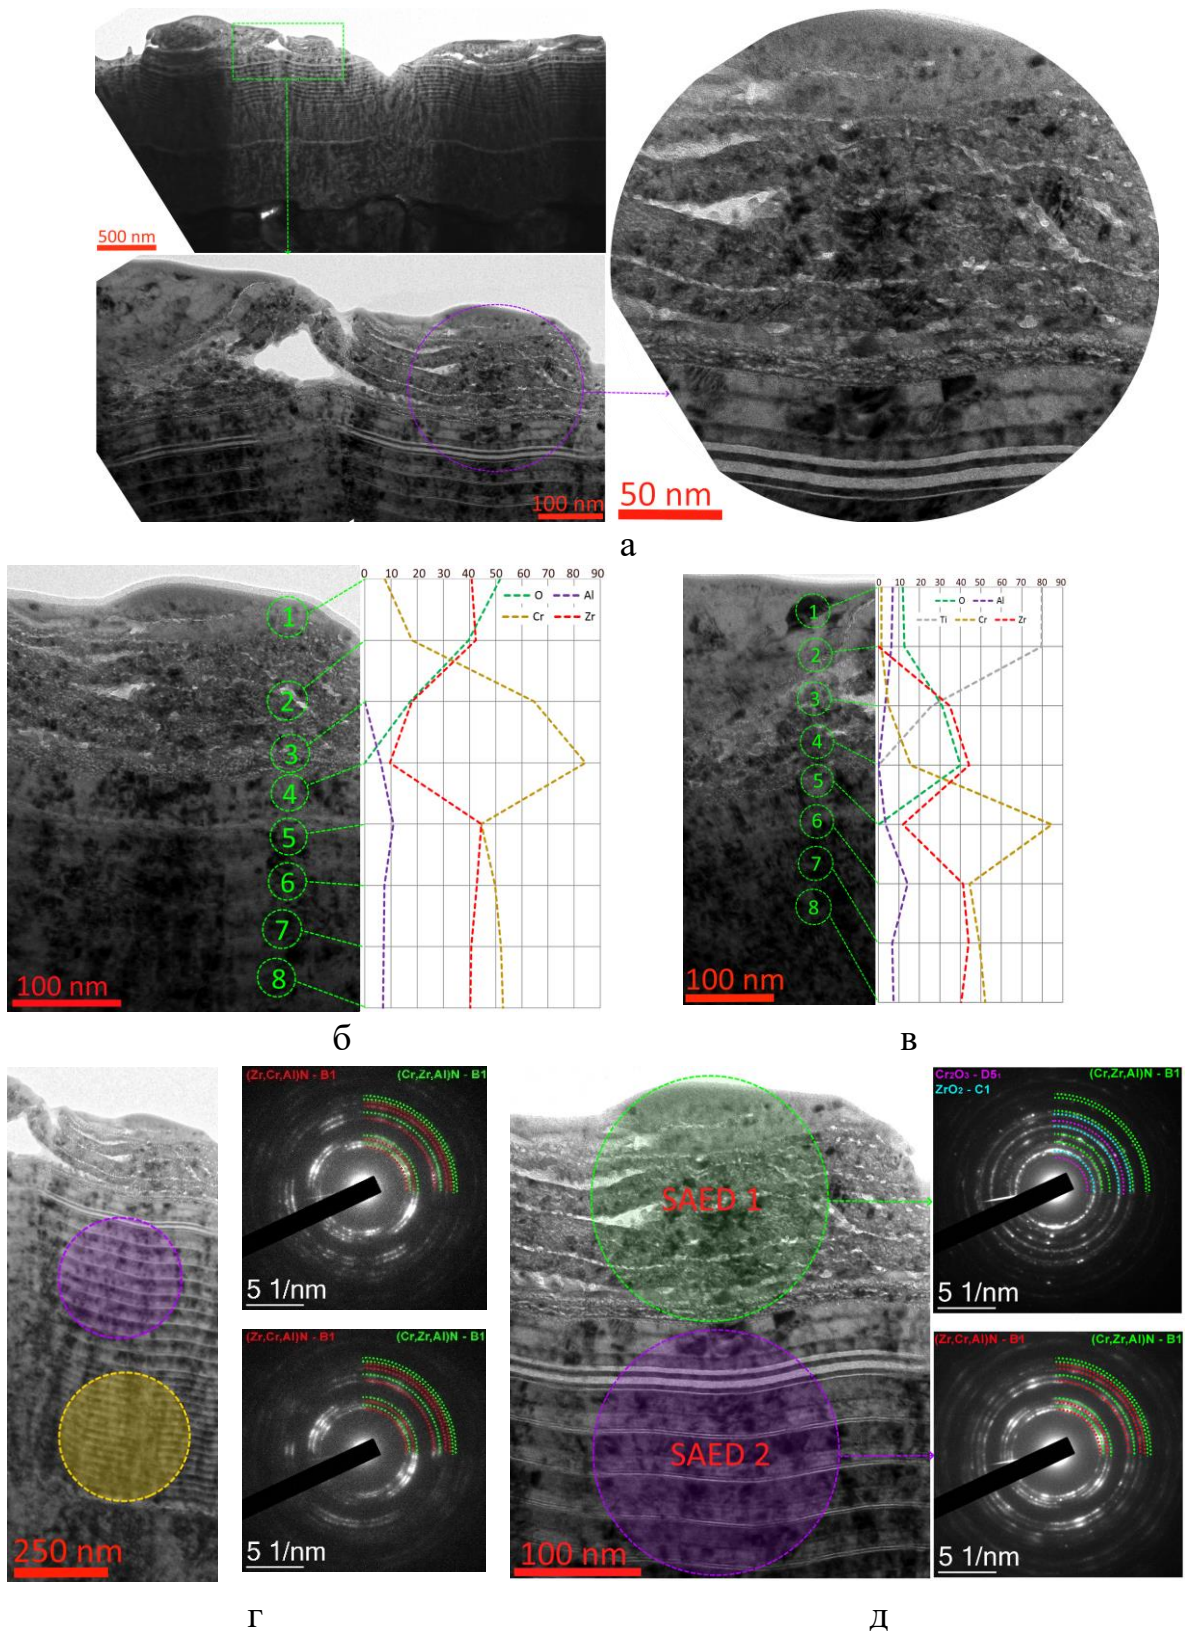 500 nm
100 nm
50 nm
а
0 10 20 30 40 50 60 70 80 90
O Al
Cr Zr
1
2
3
4
5
6
7
8
100 nm
б
0 10 20 30 40 50 60 70 80 90
O Al
Ti Cr Zr
1
2
3
4
5
6
7
8
100 nm
в
250 nm
(Zr,Cr,Al)N - B1 (Cr,Zr,Al)N - B1
5 1/nm
(Zr,Cr,Al)N - B1 (Cr,Zr,Al)N - B1
5 1/nm
г
SAED 1
SAED 2
100 nm
Cr₂O₃ - D5₁ (Cr,Zr,Al)N - B1
ZrO₂ - C1
5 1/nm
(Zr,Cr,Al)N - B1 (Cr,Zr,Al)N - B1
5 1/nm
д